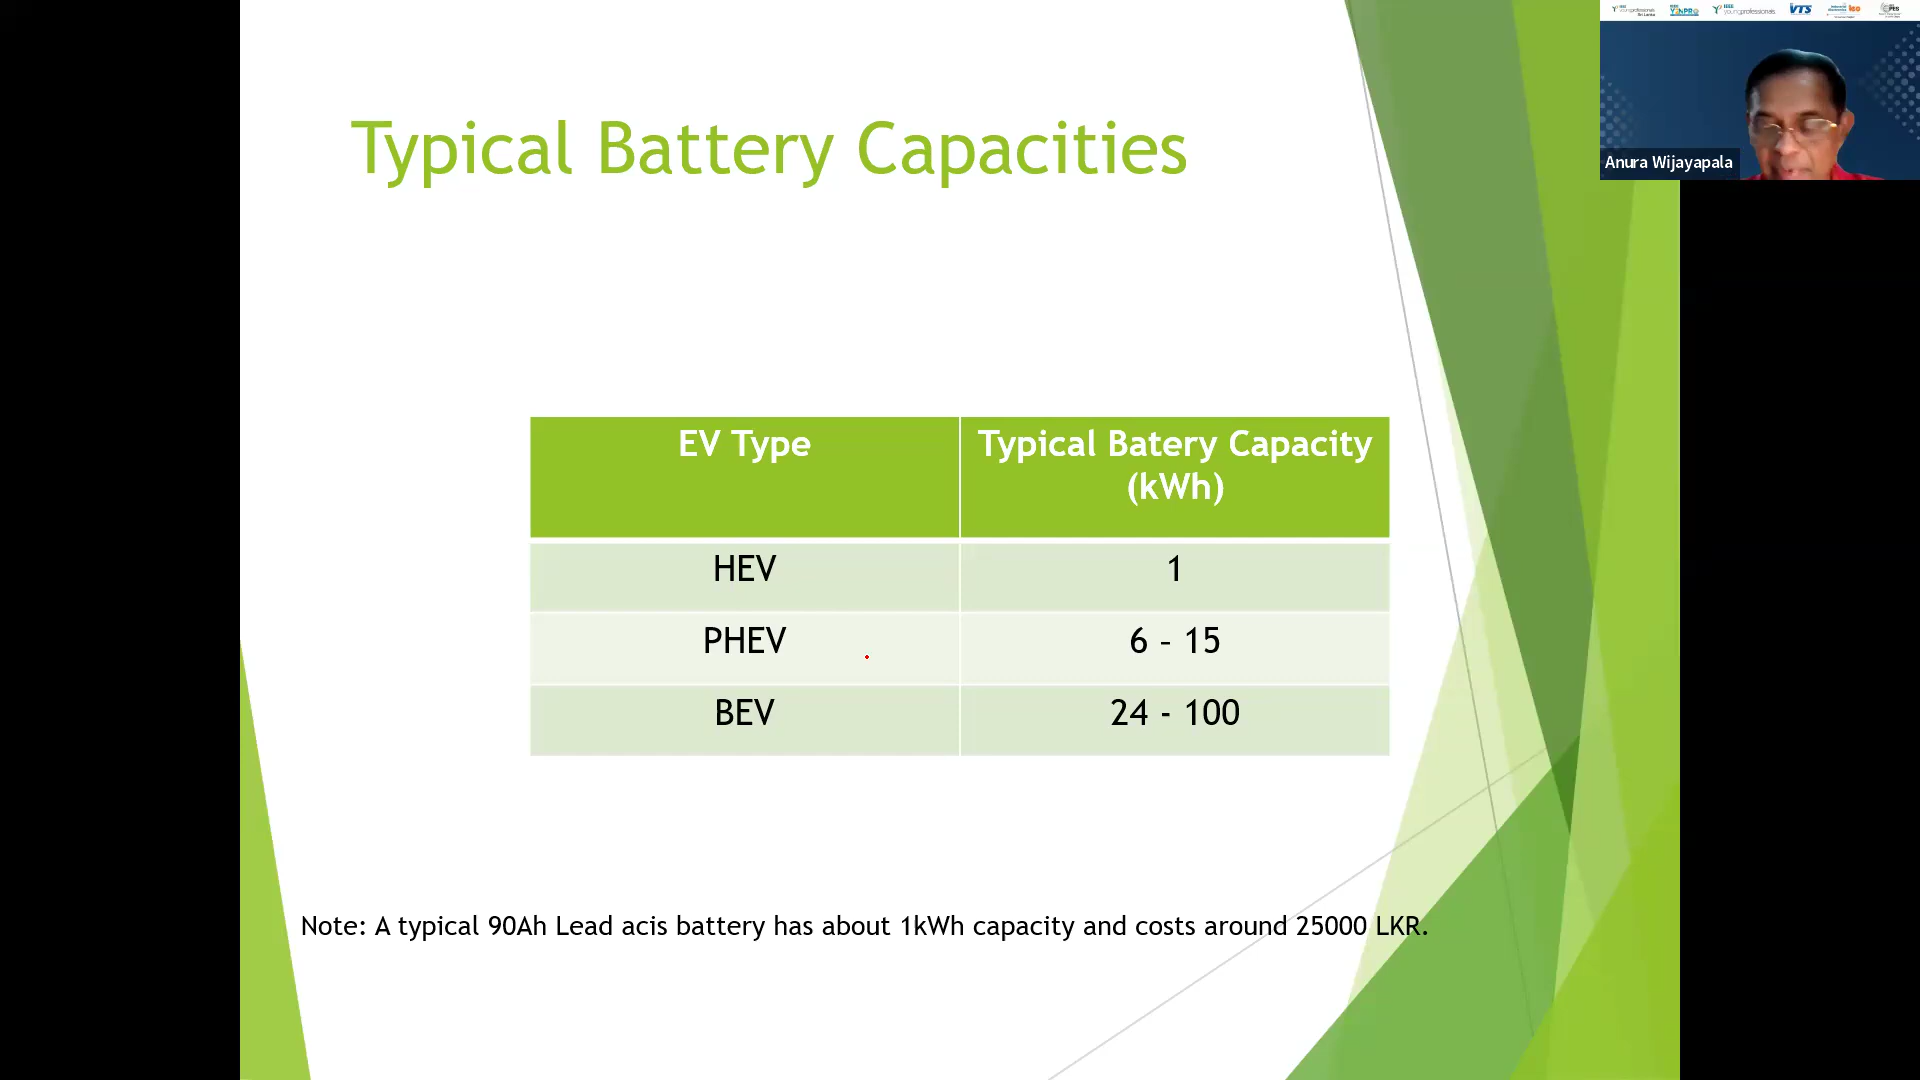 Typical Battery Capacities
EV Type
Typical Batery Capacity
(kWh)
HEV
1
PHEV
6 – 15
BEV
24 - 100
Note: A typical 90Ah Lead acis battery has about 1kWh capacity and costs around 25000 LKR.
VTS
Anura Wijayapala